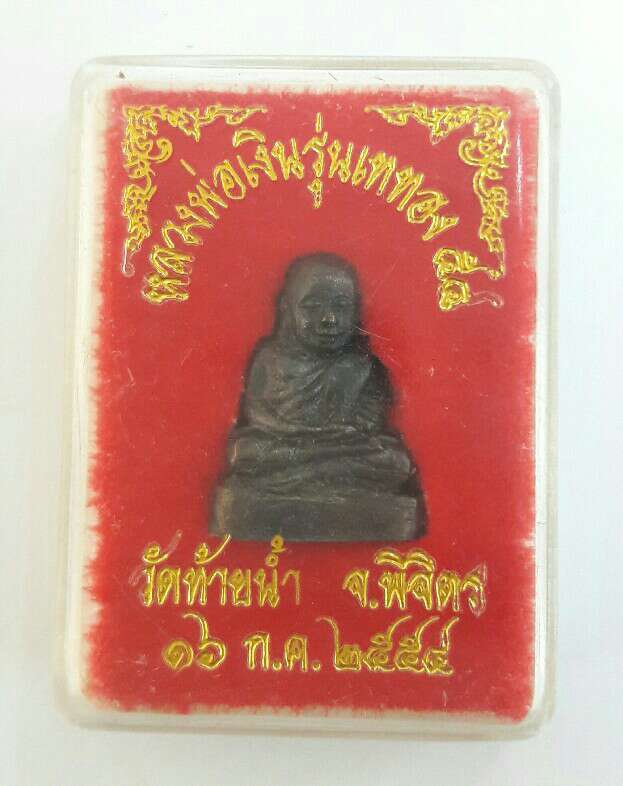 หลวงพ่อเงินรุ่นเททอง ๕๔
วัดท้ายน้ำ จ.พิจิตร
๑๖ ก.ค. ๒๕๕๔